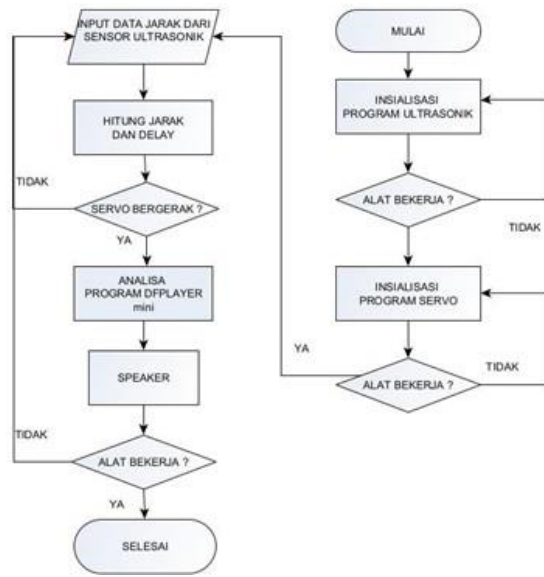 MULAI
INSIALISASI
PROGRAM ULTRASONIK
ALAT BEKERJA ?
TIDAK
INSIALISASI
PROGRAM SERVO
ALAT BEKERJA ?
TIDAK
YA
INPUT DATA JARAK DARI
SENSOR ULTRASONIK
HITUNG JARAK
DAN DELAY
SERVO BERGERAK ?
TIDAK
YA
ANALISA
PROGRAM DFPLAYER
mini
SPEAKER
ALAT BEKERJA ?
TIDAK
YA
SELESAI